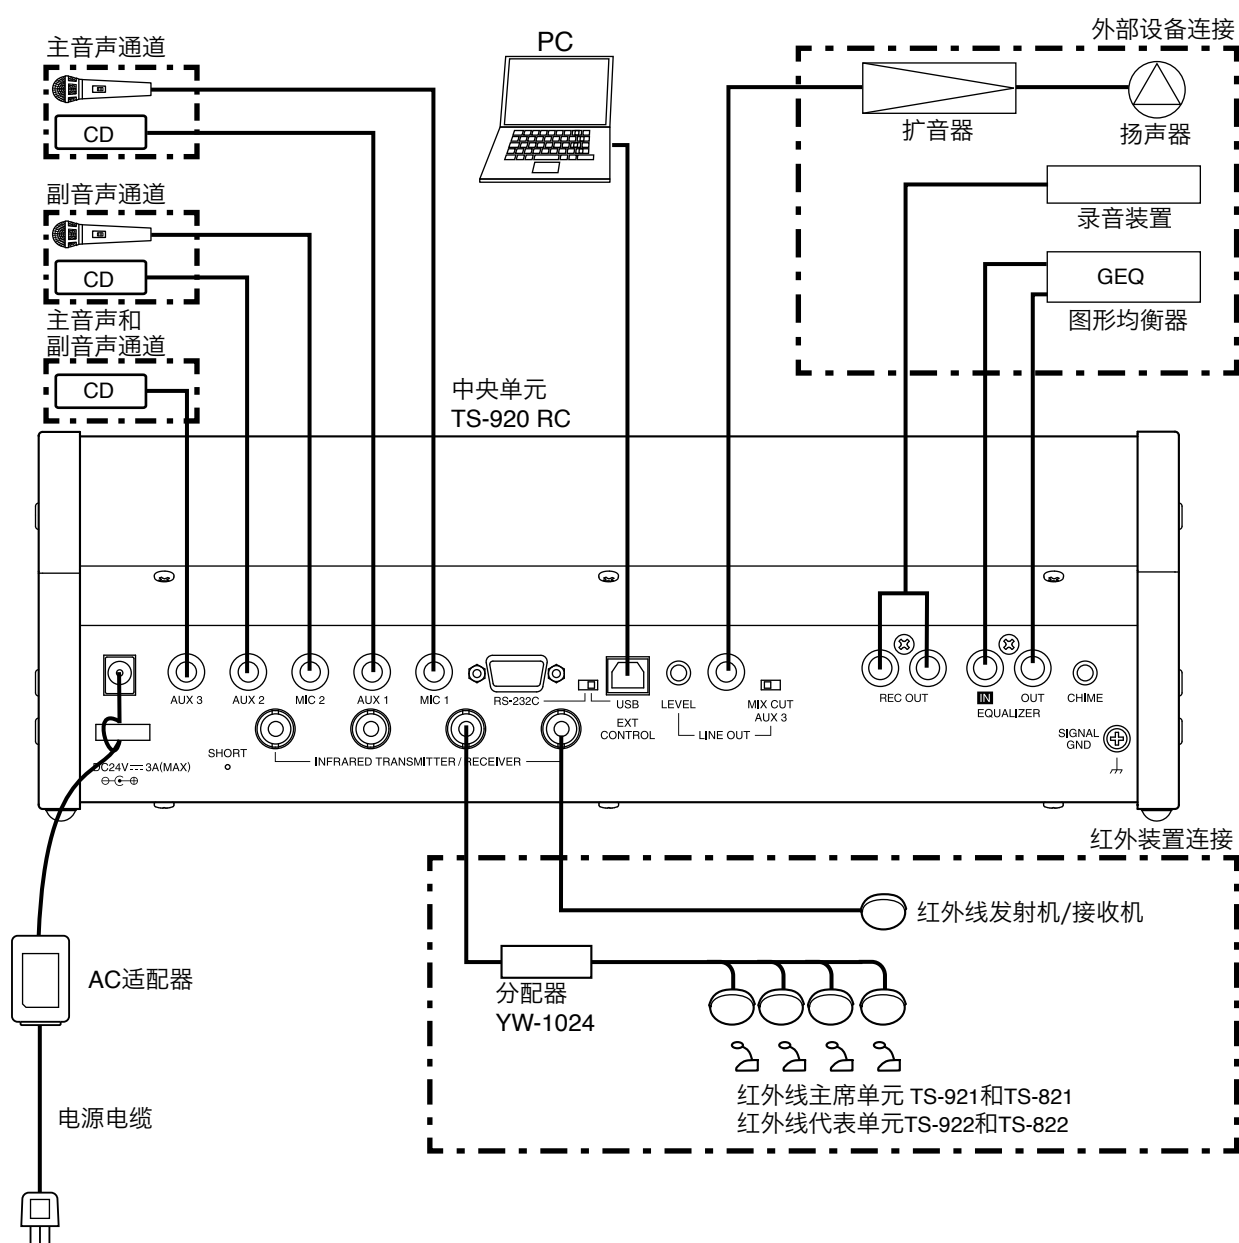 主音声通道
CD
副音声通道
CD
主音声和
副音声通道
CD
PC
外部设备连接
扩音器
扬声器
录音装置
GEQ
图形均衡器
中央单元
TS-920 RC
AUX 3
AUX 2
MIC 2
AUX 1
MIC 1
RS-232C
USB
EXT
CONTROL
LEVEL
MIX CUT
AUX 3
LINE OUT
REC OUT
IN
OUT
EQUALIZER
CHIME
SIGNAL
GND
DC24V⎓3A(MAX)
SHORT
INFRARED TRANSMITTER / RECEIVER
红外装置连接
红外线发射机/接收机
分配器
YW-1024
红外线主席单元 TS-921和TS-821
红外线代表单元TS-922和TS-822
AC适配器
电源电缆